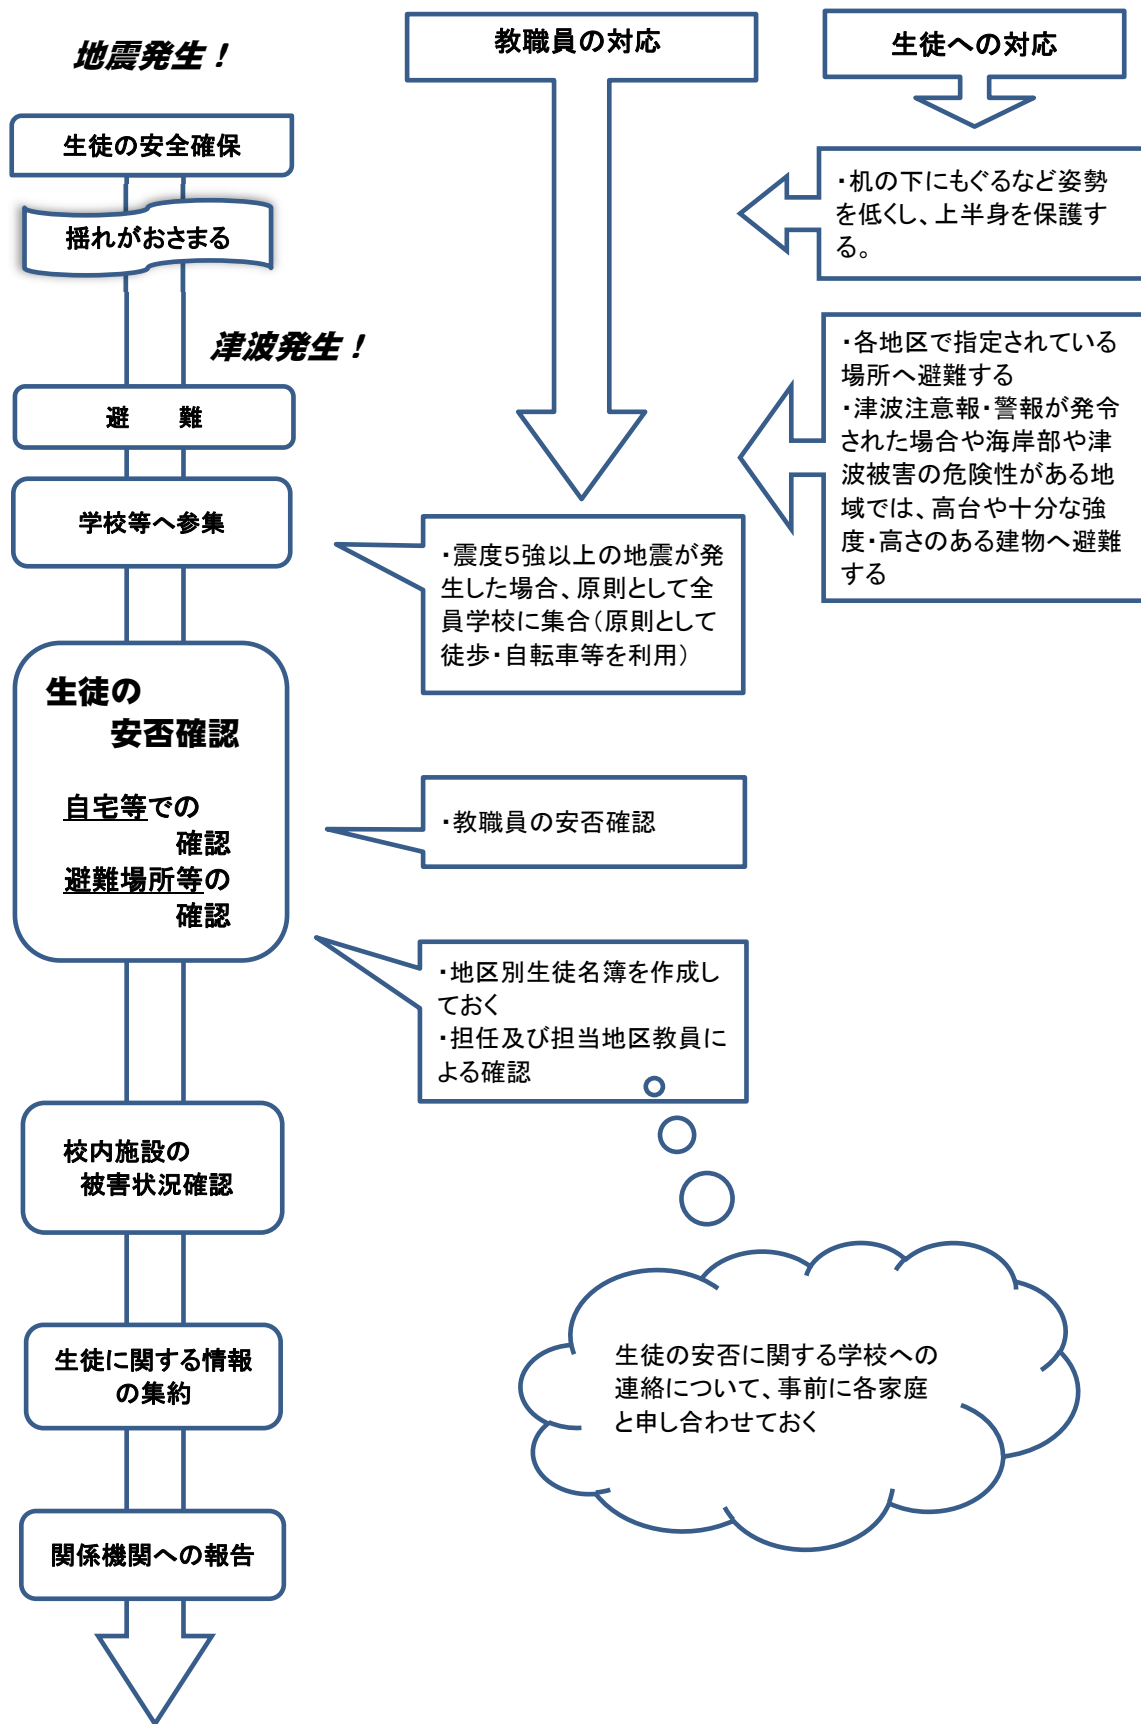 地震発生！
教職員の対応
生徒への対応
生徒の安全確保
揺れがおさまる
・机の下にもぐるなど姿勢
を低くし、上半身を保護す
る。
津波発生！
・各地区で指定されている
場所へ避難する
・津波注意報・警報が発令
された場合や海岸部や津
波被害の危険性がある地
域では、高台や十分な強
度・高さのある建物へ避難
する
避　難
学校等へ参集
・震度５強以上の地震が発
生した場合、原則として全
員学校に集合（原則として
徒歩・自転車等を利用）
生徒の
安否確認
自宅等での
確認
避難場所等の
確認
・教職員の安否確認
・地区別生徒名簿を作成し
ておく
・担任及び担当地区教員に
よる確認
校内施設の
被害状況確認
生徒に関する情報
の集約
生徒の安否に関する学校への
連絡について、事前に各家庭
と申し合わせておく
関係機関への報告